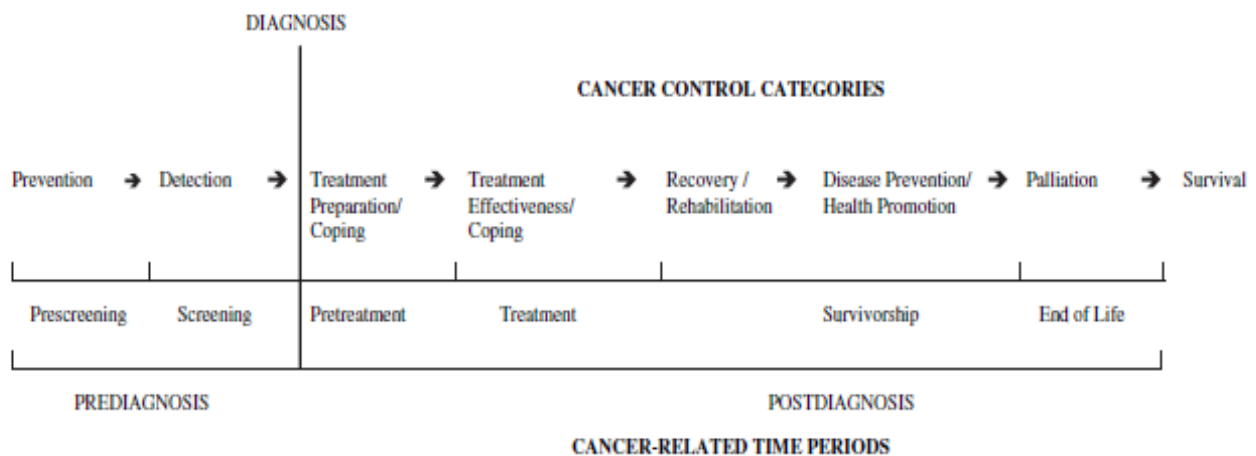 DIAGNOSIS
CANCER CONTROL CATEGORIES
Prevention → Detection → Treatment → Treatment → Recovery / → Disease Prevention/ → Palliation → Survival
Preparation/ Effectiveness/ Rehabilitation Health Promotion
Coping Coping
Prescreening Screening Pretreatment Treatment Survivorship End of Life
PREDIAGNOSIS POSTDIAGNOSIS
CANCER-RELATED TIME PERIODS